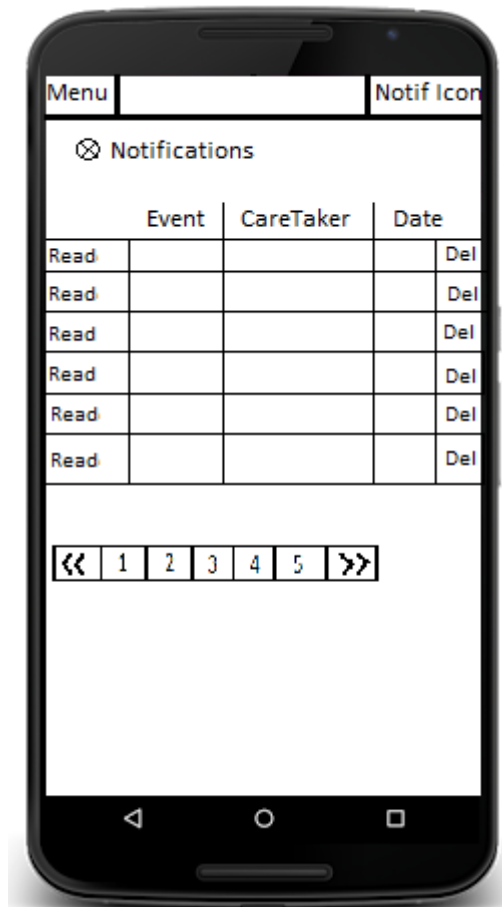 Menu Notif Icon
Notifications
Event CareTaker Date
Read Del
Read Del
Read Del
Read Del
Read Del
Read Del
<< 1 2 3 4 5 >>